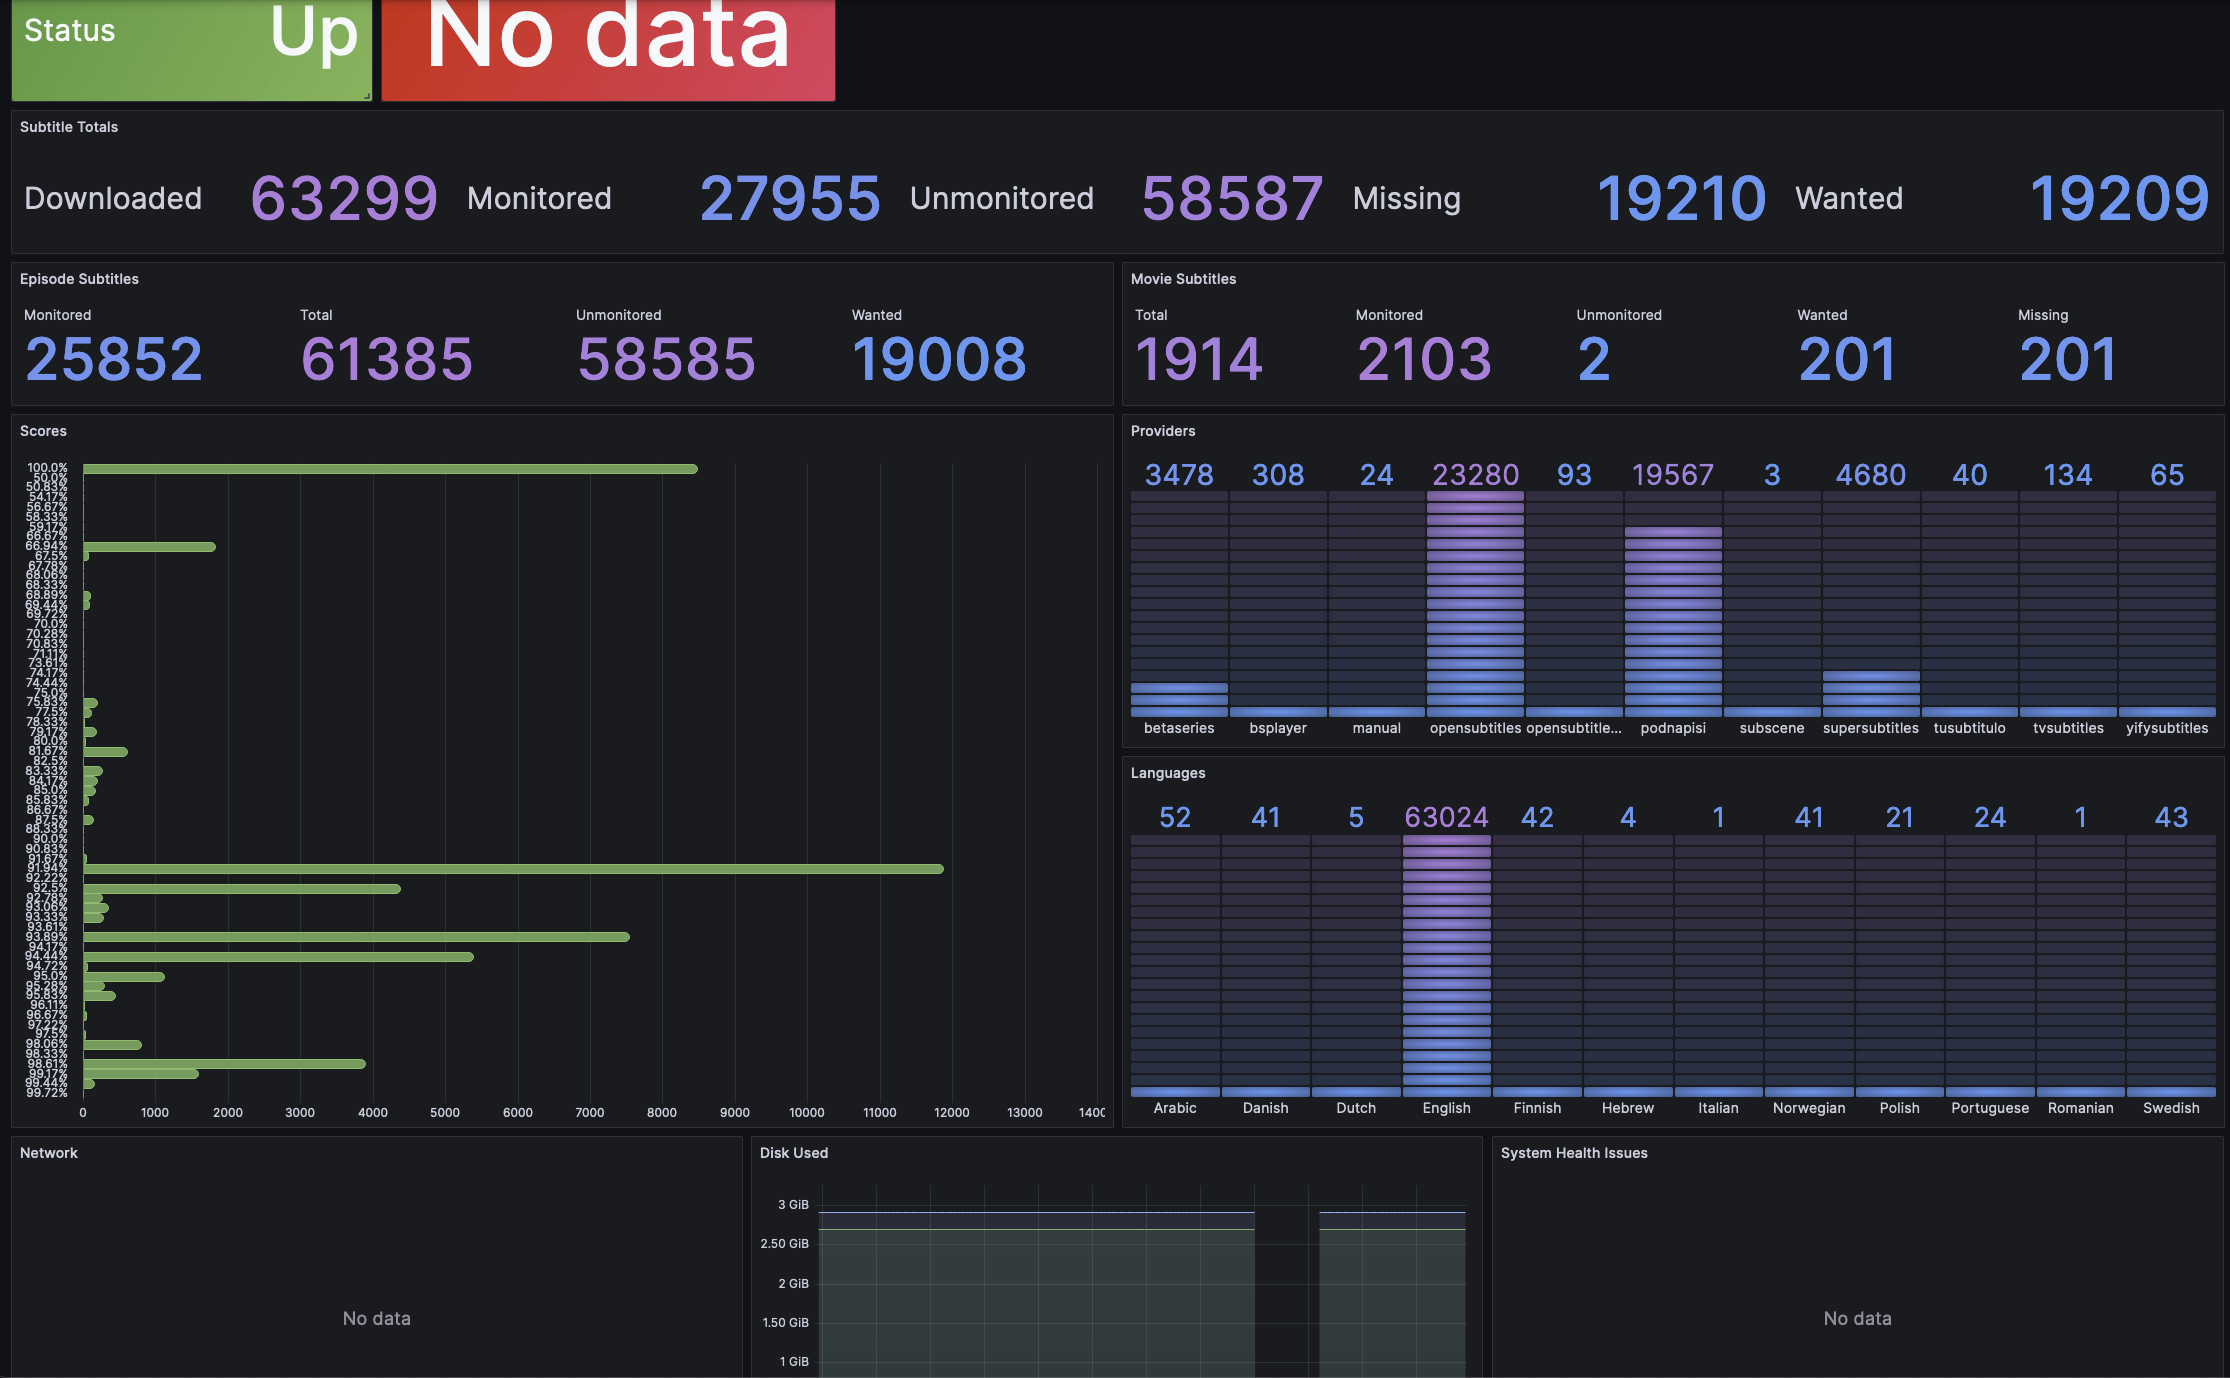 Status
Up
No data
Subtitle Totals
Downloaded 63299 Monitored 27955 Unmonitored 58587 Missing 19210 Wanted 19209
Episode Subtitles
Monitored Total Unmonitored Wanted
25852 61385 58585 19008
Movie Subtitles
Total Monitored Unmonitored Wanted Missing
1914 2103 2 201 201
Scores
100.0%
50.0%
50.83%
54.17%
56.67%
58.33%
59.17%
66.67%
66.94%
67.5%
67.78%
68.06%
68.33%
68.89%
69.44%
69.72%
70.0%
70.28%
70.83%
71.11%
73.61%
74.17%
74.44%
75.0%
75.83%
77.5%
78.33%
79.17%
80.0%
81.67%
82.5%
83.33%
84.17%
85.0%
85.83%
86.67%
87.5%
88.33%
90.0%
90.83%
91.67%
91.94%
92.22%
92.5%
92.78%
93.06%
93.33%
93.61%
93.89%
94.17%
94.44%
94.72%
95.0%
95.28%
95.83%
96.11%
96.67%
97.22%
97.5%
98.06%
98.33%
98.61%
99.17%
99.44%
99.72%
0 1000 2000 3000 4000 5000 6000 7000 8000 9000 10000 11000 12000 13000 1400
Providers
3478 308 24 23280 93 19567 3 4680 40 134 65
betaseries bsplayer manual opensubtitles opensubtitle... podnapisi subscene supersubtitles tusubtitulo tvsubtitles yifysubtitles
Languages
52 41 5 63024 42 4 1 41 21 24 1 43
Arabic Danish Dutch English Finnish Hebrew Italian Norwegian Polish Portuguese Romanian Swedish
Network
No data
Disk Used
3 GiB
2.50 GiB
2 GiB
1.50 GiB
1 GiB
System Health Issues
No data